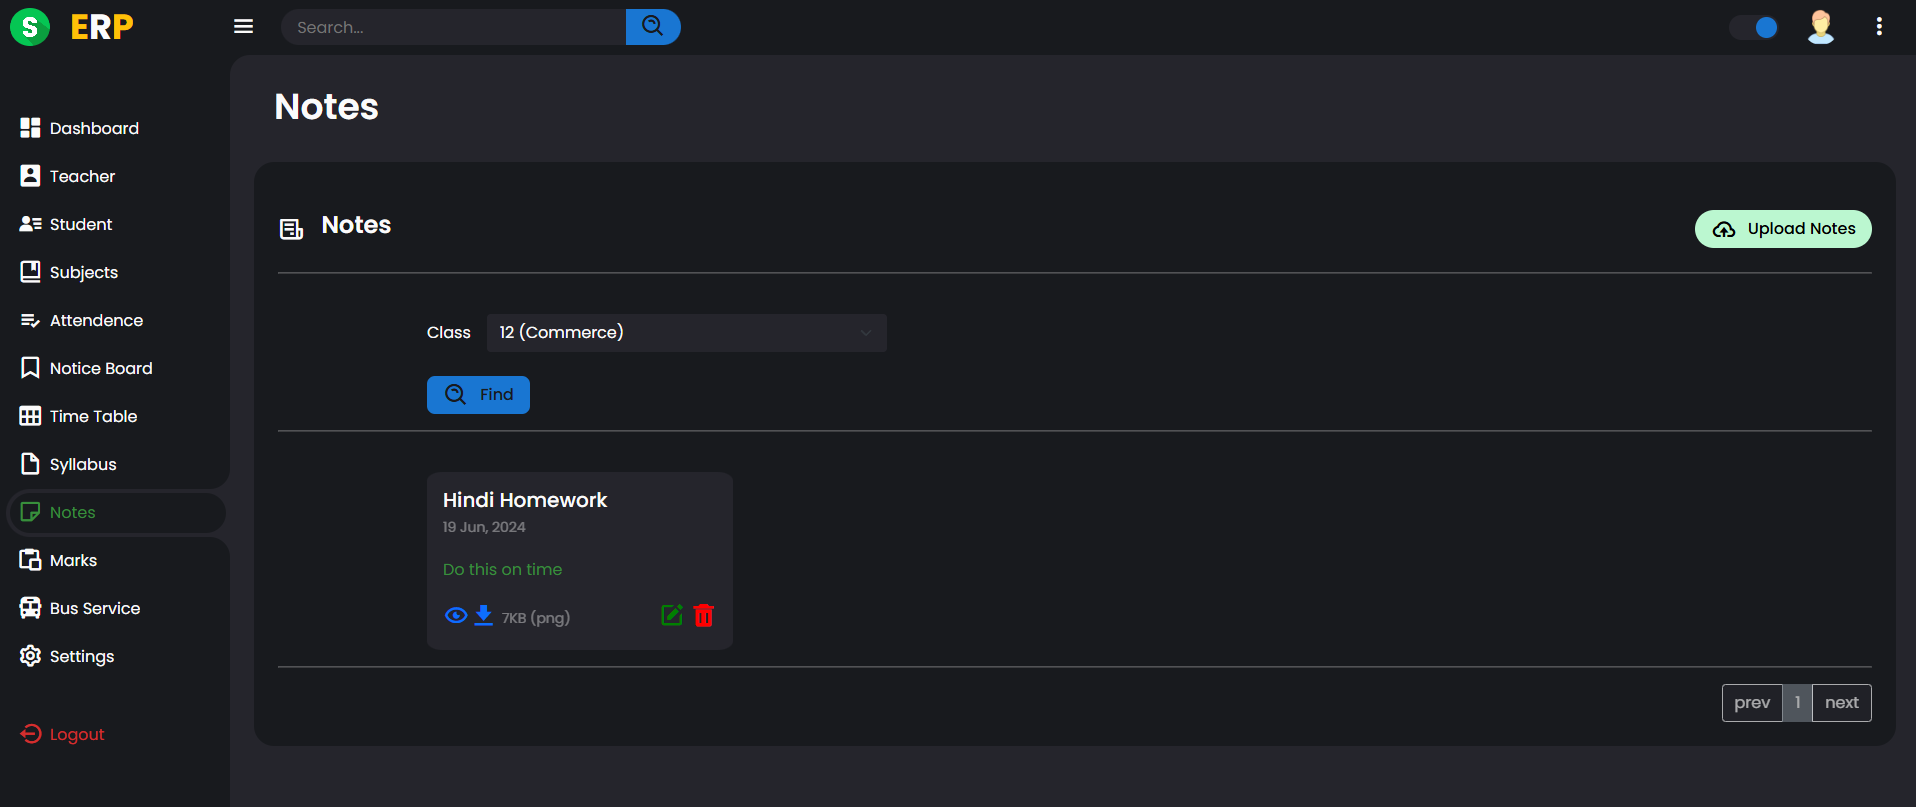 S ERP
Search...
Dashboard
Teacher
Student
Subjects
Attendence
Notice Board
Time Table
Syllabus
Notes
Marks
Bus Service
Settings
Logout
Notes
Notes
Upload Notes
Class 12 (Commerce)
Find
Hindi Homework
19 Jun, 2024
Do this on time
7KB (png)
prev 1 next